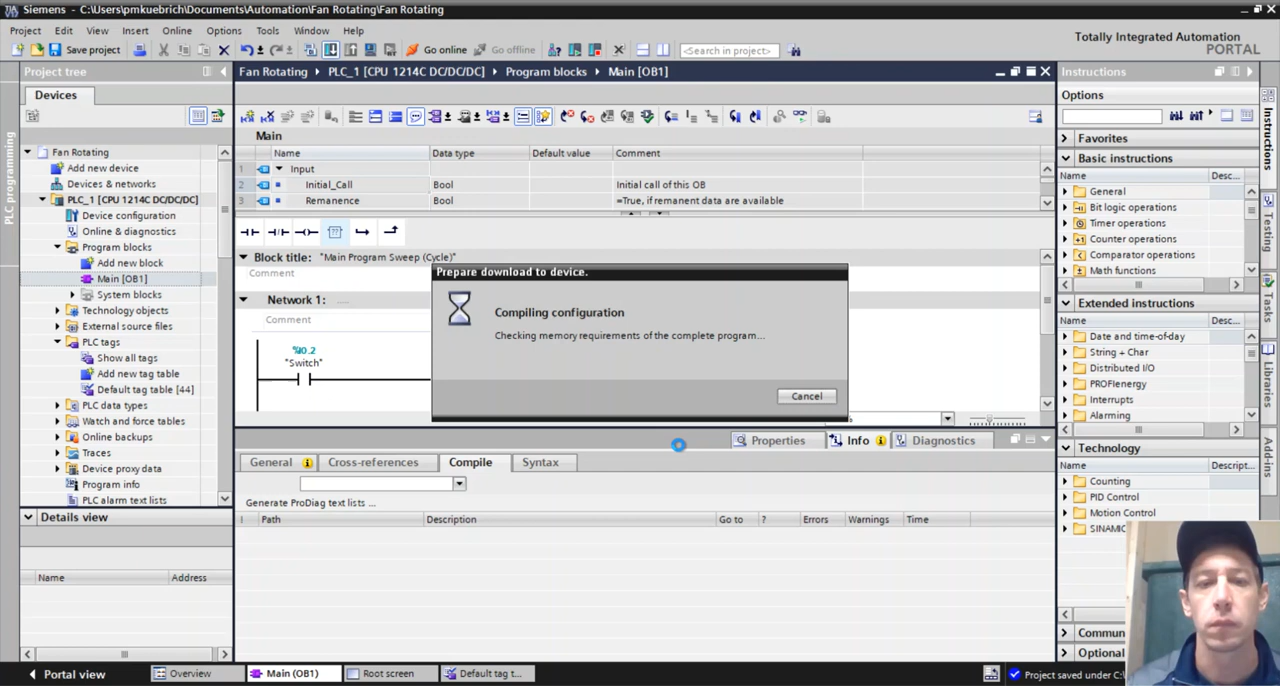 Siemens - C:\Users\pmkuebrich\Documents\Automation\Fan Rotating\Fan Rotating
Project Edit View Insert Online Options Tools Window Help
Totally Integrated Automation
PORTAL
Save project
Go online
Go offline
<Search in project>
Project tree
Fan Rotating PLC_1 [CPU 1214C DC/DC/DC] Program blocks Main [OB1]
Instructions
Devices
Options
Main
Name Data type Default value Comment
1 Input
2 Initial_Call Bool Initial call of this OB
3 Remanence Bool =True, if remanent data are available
Fan Rotating
Add new device
Devices & networks
PLC_1 [CPU 1214C DC/DC/DC]
Device configuration
Online & diagnostics
Program blocks
Add new block
Main [OB1]
System blocks
Technology objects
External source files
PLC tags
Show all tags
Add new tag table
Default tag table [44]
PLC data types
Watch and force tables
Online backups
Traces
Device proxy data
Program info
PLC alarm text lists
Details view
Name Address
PLC programming
??
Block title: "Main Program Sweep (Cycle)"
Comment
Network 1:
Comment
"Switch"
Prepare download to device.
Compiling configuration
Checking memory requirements of the complete program...
Cancel
Properties Info Diagnostics
General Cross-references Compile Syntax
Generate ProDiag text lists ...
! Path Description Go to ? Errors Warnings Time
Favorites
Basic instructions
Name Descr...
General
Bit logic operations
Timer operations
Counter operations
Comparator operations
Math functions
Extended instructions
Name Descr...
Date and time-of-day
String + Char
Distributed I/O
PROFIenergy
Interrupts
Alarming
Technology
Name Descript...
Counting
PID Control
Motion Control
SINAMI
Commun
Optional
Instructions
Testing
Tasks
Libraries
Add-ins
Portal view
Overview
Main (OB1)
Root screen
Default tag t...
Project saved under C:\